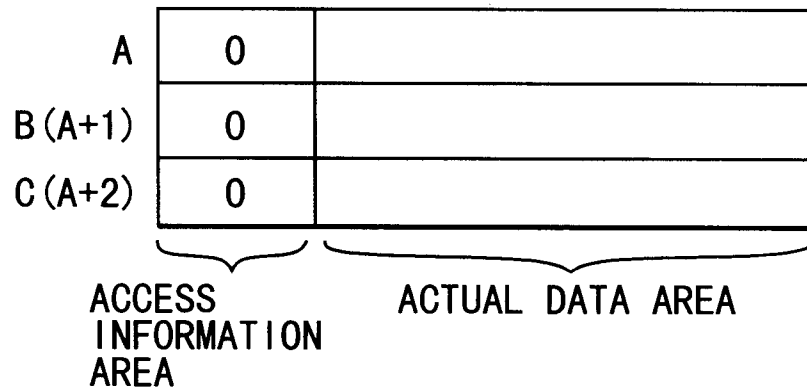 A 0
B(A+1) 0
C(A+2) 0
ACCESS INFORMATION AREA
ACTUAL DATA AREA